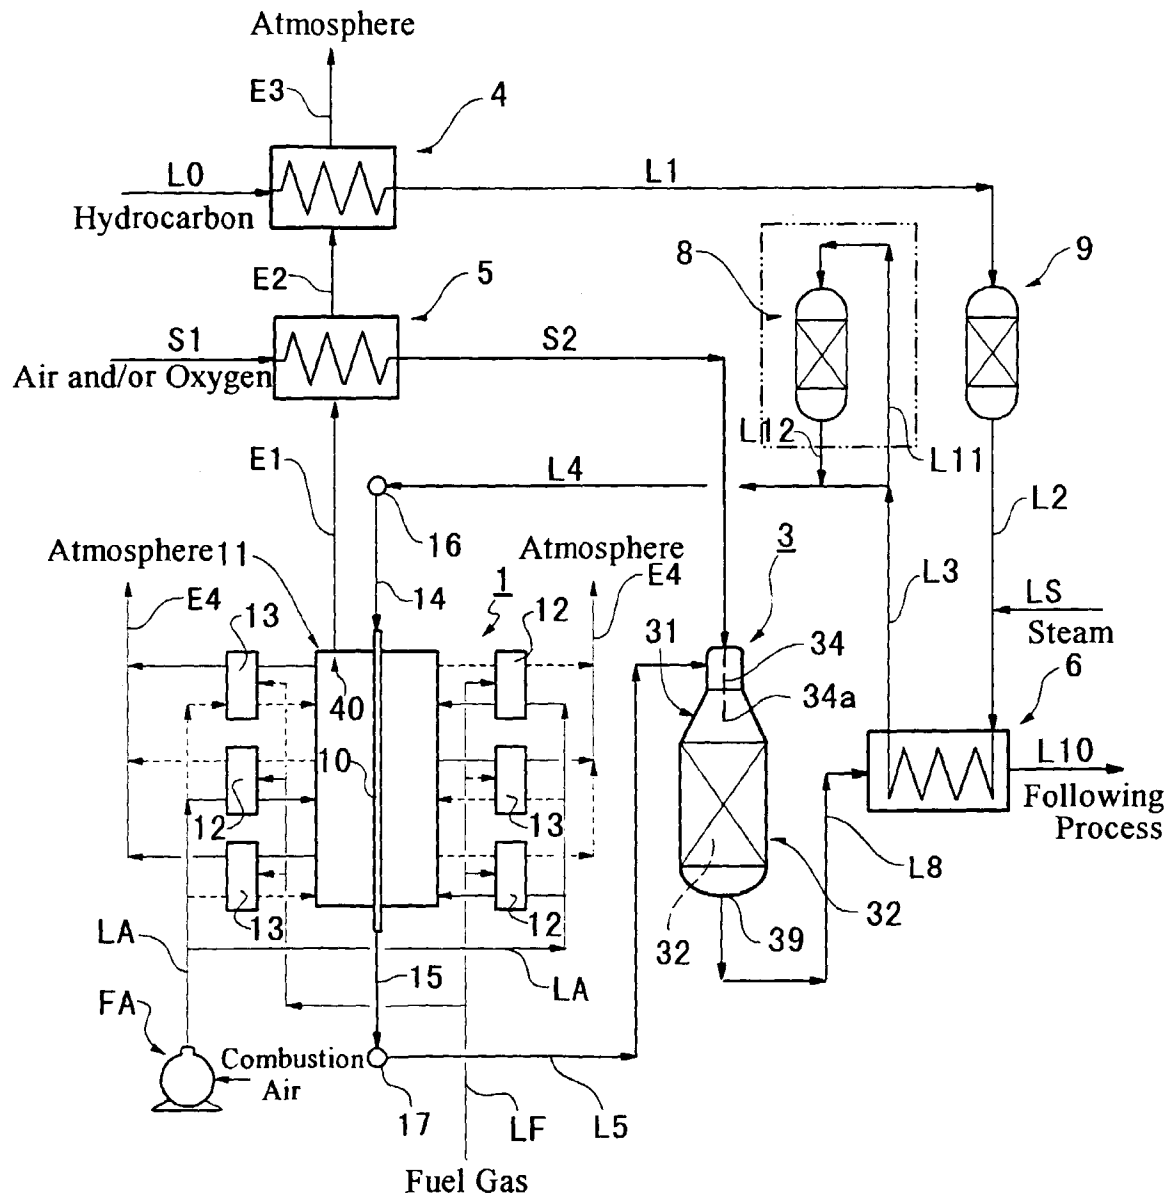 Atmosphere
E3
4
L0
L1
Hydrocarbon
8
9
E2
5
S1
S2
Air and/or Oxygen
L12
L11
E1
L4
L2
16
3
Atmosphere 11
Atmosphere
E4
13
14
1
12
E4
L3
LS
Steam
31
34
6
40
34a
10
L10
Following
Process
12
13
L8
13
12
32
39
32
LA
15
LA
FA
Combustion
Air
17
LF
L5
Fuel Gas